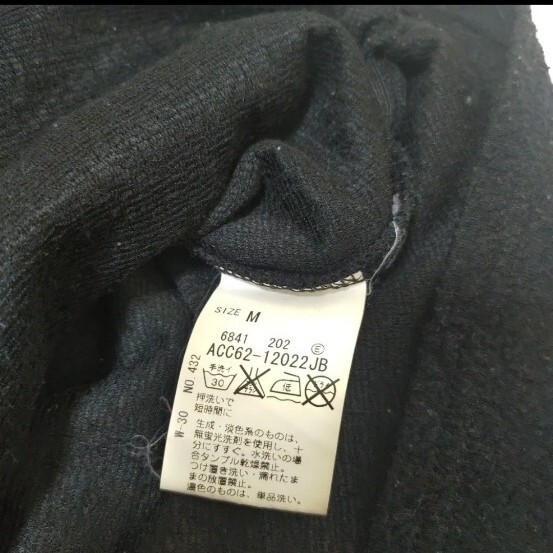 SIZE M
6841 202 Ⓔ
ACC62-12022JB
手洗イ
30
低
押洗いで
短時間に
生成・淡色系のものは、
無蛍光洗剤を使用し、十
分にすすぐ。水洗いの場
合タンブル乾燥禁止。
つけ置き洗い・濡れたま
まの放置禁止。
濃色のものは、単品洗い。
W-30 NO 432